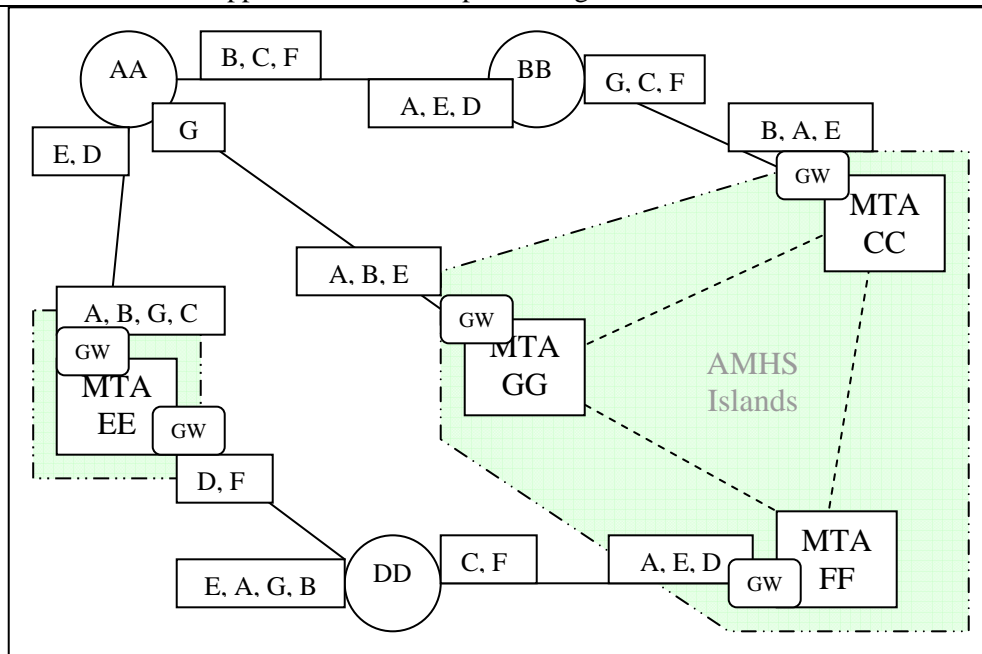 AA
B, C, F
BB
G, C, F
A, E, D
G
B, A, E
E, D
GW
MTA
CC
A, B, E
A, B, G, C
GW
GW
MTA
GG
MTA
EE
AMHS
Islands
GW
D, F
MTA
FF
C, F
A, E, D
DD
E, A, G, B
GW